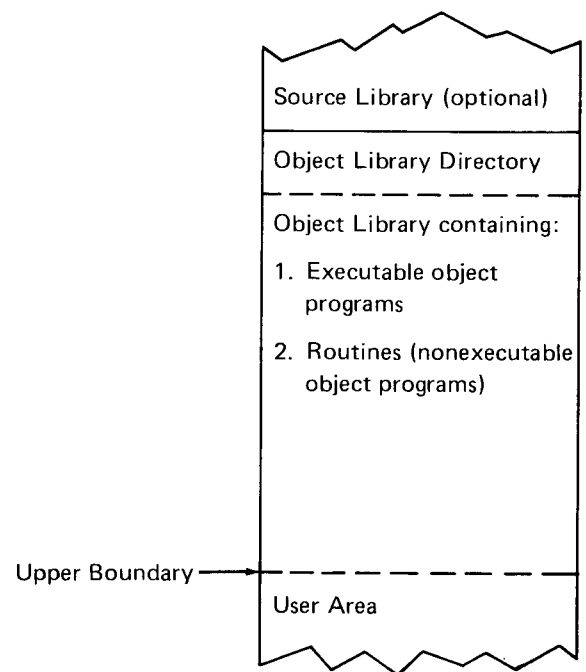 Source Library (optional)
Object Library Directory
Object Library containing:
1. Executable object
programs
2. Routines (nonexecutable
object programs)
Upper Boundary
User Area